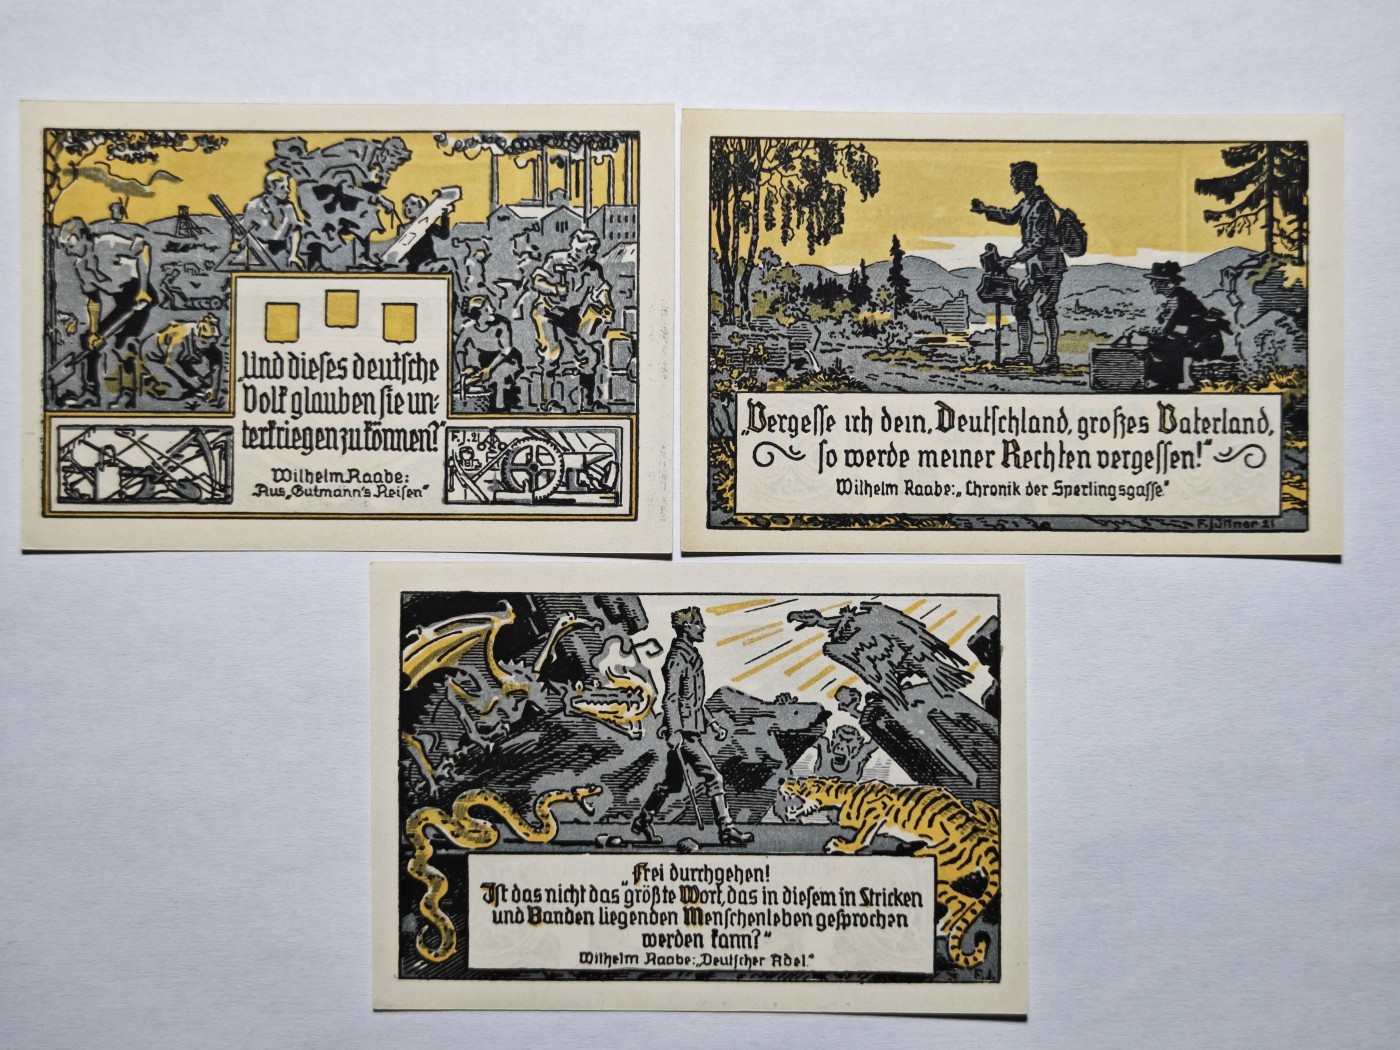 „Und dieses deutsche
Volk glauben sie un-
terkriegen zu können?"
Wilhelm Raabe:
Aus „Gutmann's Reisen"
F.J. 21
„Vergesse ich dein, Deutschland, großes Vaterland,
so werde meiner Rechten vergessen!"
Wilhelm Raabe: „Chronik der Sperlingsgasse"
F. Jüttner 21
„Frei durchgehen!
Ist das nicht das größte Wort, das in diesem in Stricken
und Banden liegenden Menschenleben gesprochen
werden kann?"
Wilhelm Raabe: „Deutscher Adel."
F.J.